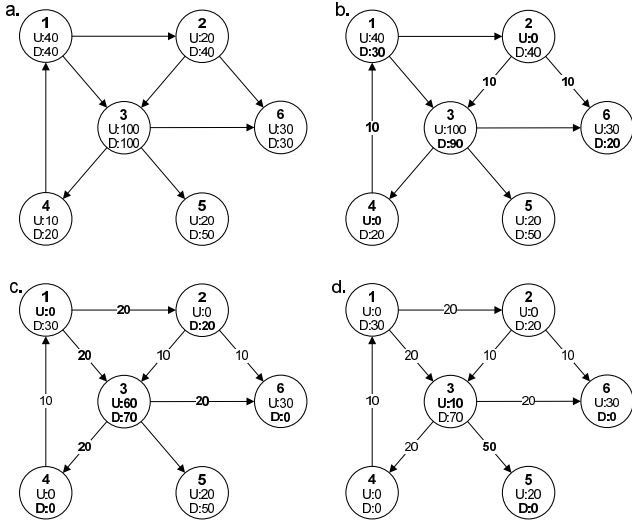 a.
1
U:40
D:40
2
U:20
D:40
3
U:100
D:100
6
U:30
D:30
4
U:10
D:20
5
U:20
D:50
b.
1
U:40
D:30
2
U:0
D:40
10
10
10
3
U:100
D:90
6
U:30
D:20
4
U:0
D:20
5
U:20
D:50
c.
1
U:0
D:30
20
2
U:0
D:20
20
10
10
10
3
U:60
D:70
20
6
U:30
D:0
20
4
U:0
D:0
5
U:20
D:50
d.
1
U:0
D:30
20
2
U:0
D:20
20
10
10
10
3
U:10
D:70
20
6
U:30
D:0
20
50
4
U:0
D:0
5
U:20
D:0